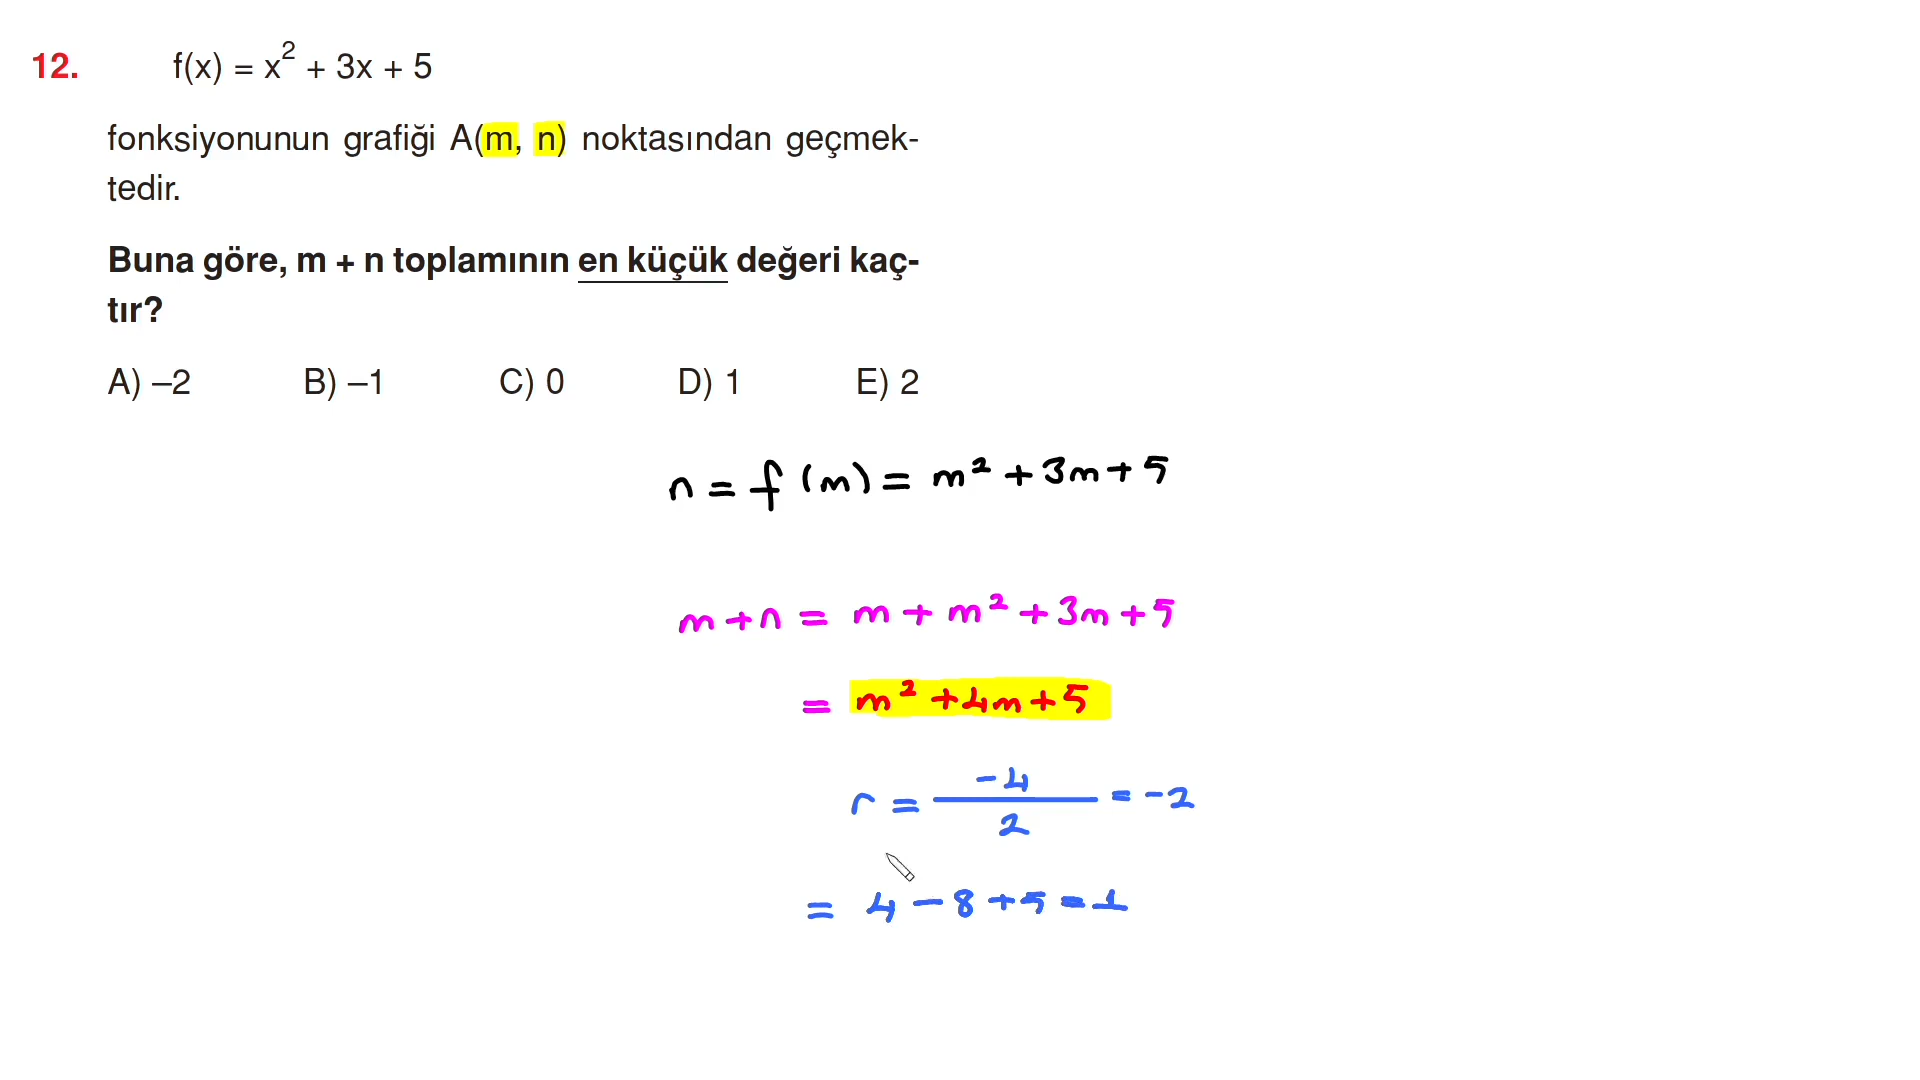 12. f(x) = x² + 3x + 5
fonksiyonunun grafiği A(m, n) noktasından geçmek-
tedir.
Buna göre, m + n toplamının en küçük değeri kaç-
tır?
A) –2 B) –1 C) 0 D) 1 E) 2
n = f(m) = m² + 3m + 5
m + n = m + m² + 3m + 5
= m² + 4m + 5
r = -4/2 = -2
= 4 - 8 + 5 = 1